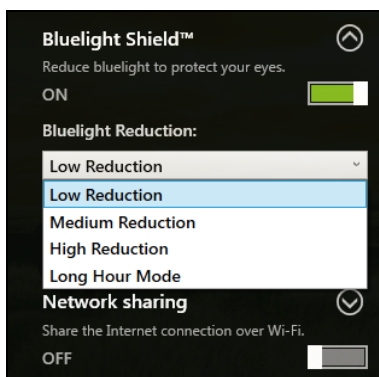 Bluelight Shield™
Reduce bluelight to protect your eyes.
ON
Bluelight Reduction:
Low Reduction
Low Reduction
Medium Reduction
High Reduction
Long Hour Mode
Network sharing
Share the Internet connection over Wi-Fi.
OFF